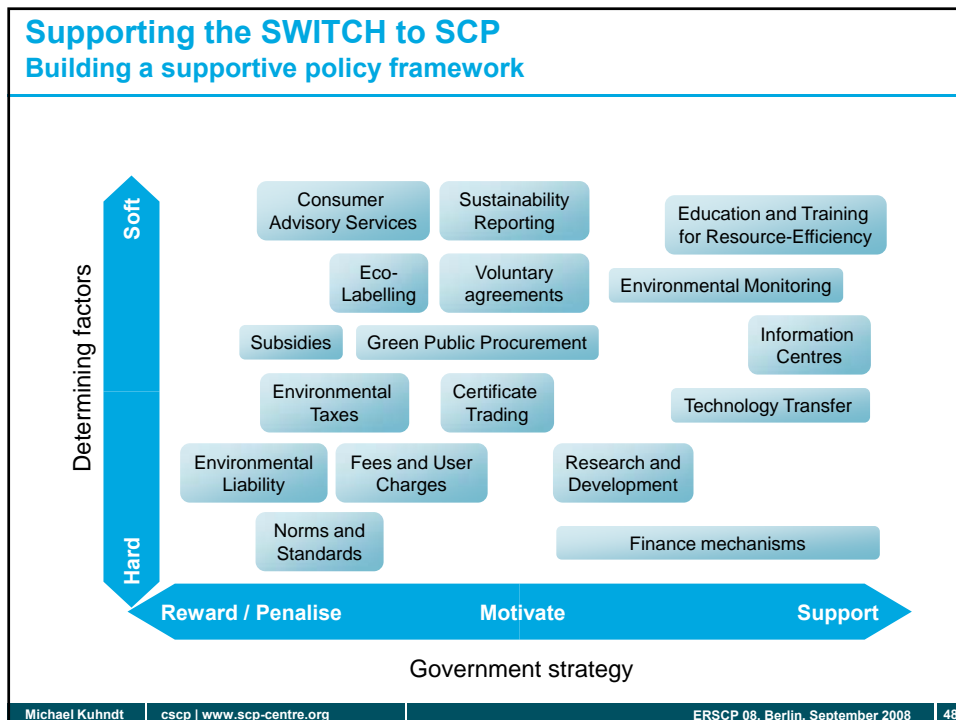 Supporting the SWITCH to SCP
Building a supportive policy framework
Soft
Hard
Determining factors
Consumer
Advisory Services
Sustainability
Reporting
Education and Training
for Resource-Efficiency
Eco-
Labelling
Voluntary
agreements
Environmental Monitoring
Subsidies
Green Public Procurement
Information
Centres
Environmental
Taxes
Certificate
Trading
Technology Transfer
Environmental
Liability
Fees and User
Charges
Research and
Development
Norms and
Standards
Finance mechanisms
Reward / Penalise
Motivate
Support
Government strategy
Michael Kuhndt
cscp | www.scp-centre.org
ERSCP 08, Berlin, September 2008
48